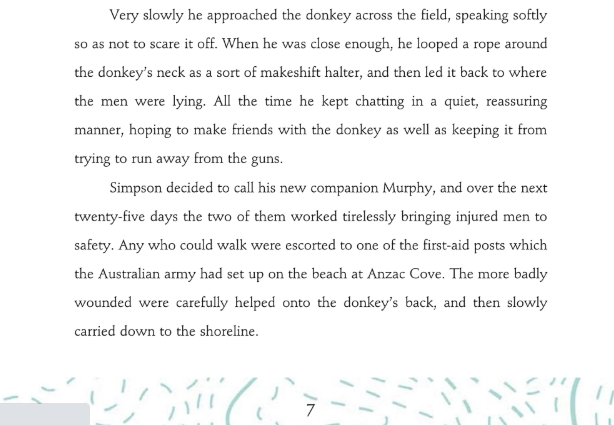 Very slowly he approached the donkey across the field, speaking softly
so as not to scare it off. When he was close enough, he looped a rope around
the donkey’s neck as a sort of makeshift halter, and then led it back to where
the men were lying. All the time he kept chatting in a quiet, reassuring
manner, hoping to make friends with the donkey as well as keeping it from
trying to run away from the guns.
Simpson decided to call his new companion Murphy, and over the next
twenty-five days the two of them worked tirelessly bringing injured men to
safety. Any who could walk were escorted to one of the first-aid posts which
the Australian army had set up on the beach at Anzac Cove. The more badly
wounded were carefully helped onto the donkey’s back, and then slowly
carried down to the shoreline.
7